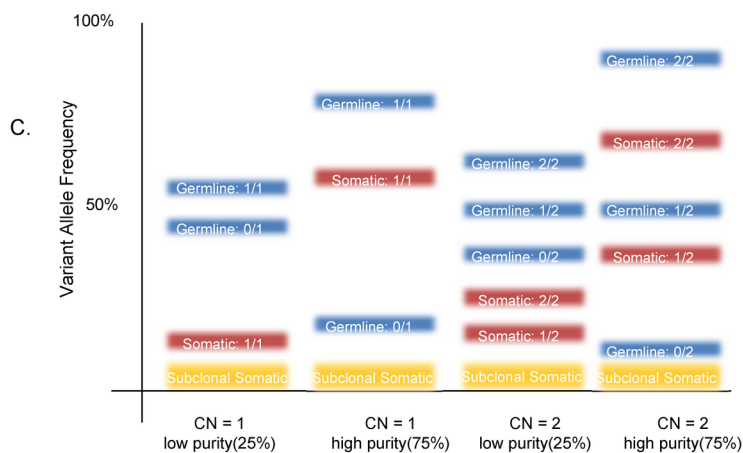 100%
C.
Variant Allele Frequency
50%
Germline: 1/1
Germline: 0/1
Somatic: 1/1
Subclonal Somatic
Germline: 1/1
Somatic: 1/1
Germline: 0/1
Subclonal Somatic
Germline: 2/2
Germline: 1/2
Germline: 0/2
Somatic: 2/2
Somatic: 1/2
Subclonal Somatic
Germline: 2/2
Somatic: 2/2
Germline: 1/2
Somatic: 1/2
Germline: 0/2
Subclonal Somatic
CN = 1
low purity(25%)
CN = 1
high purity(75%)
CN = 2
low purity(25%)
CN = 2
high purity(75%)